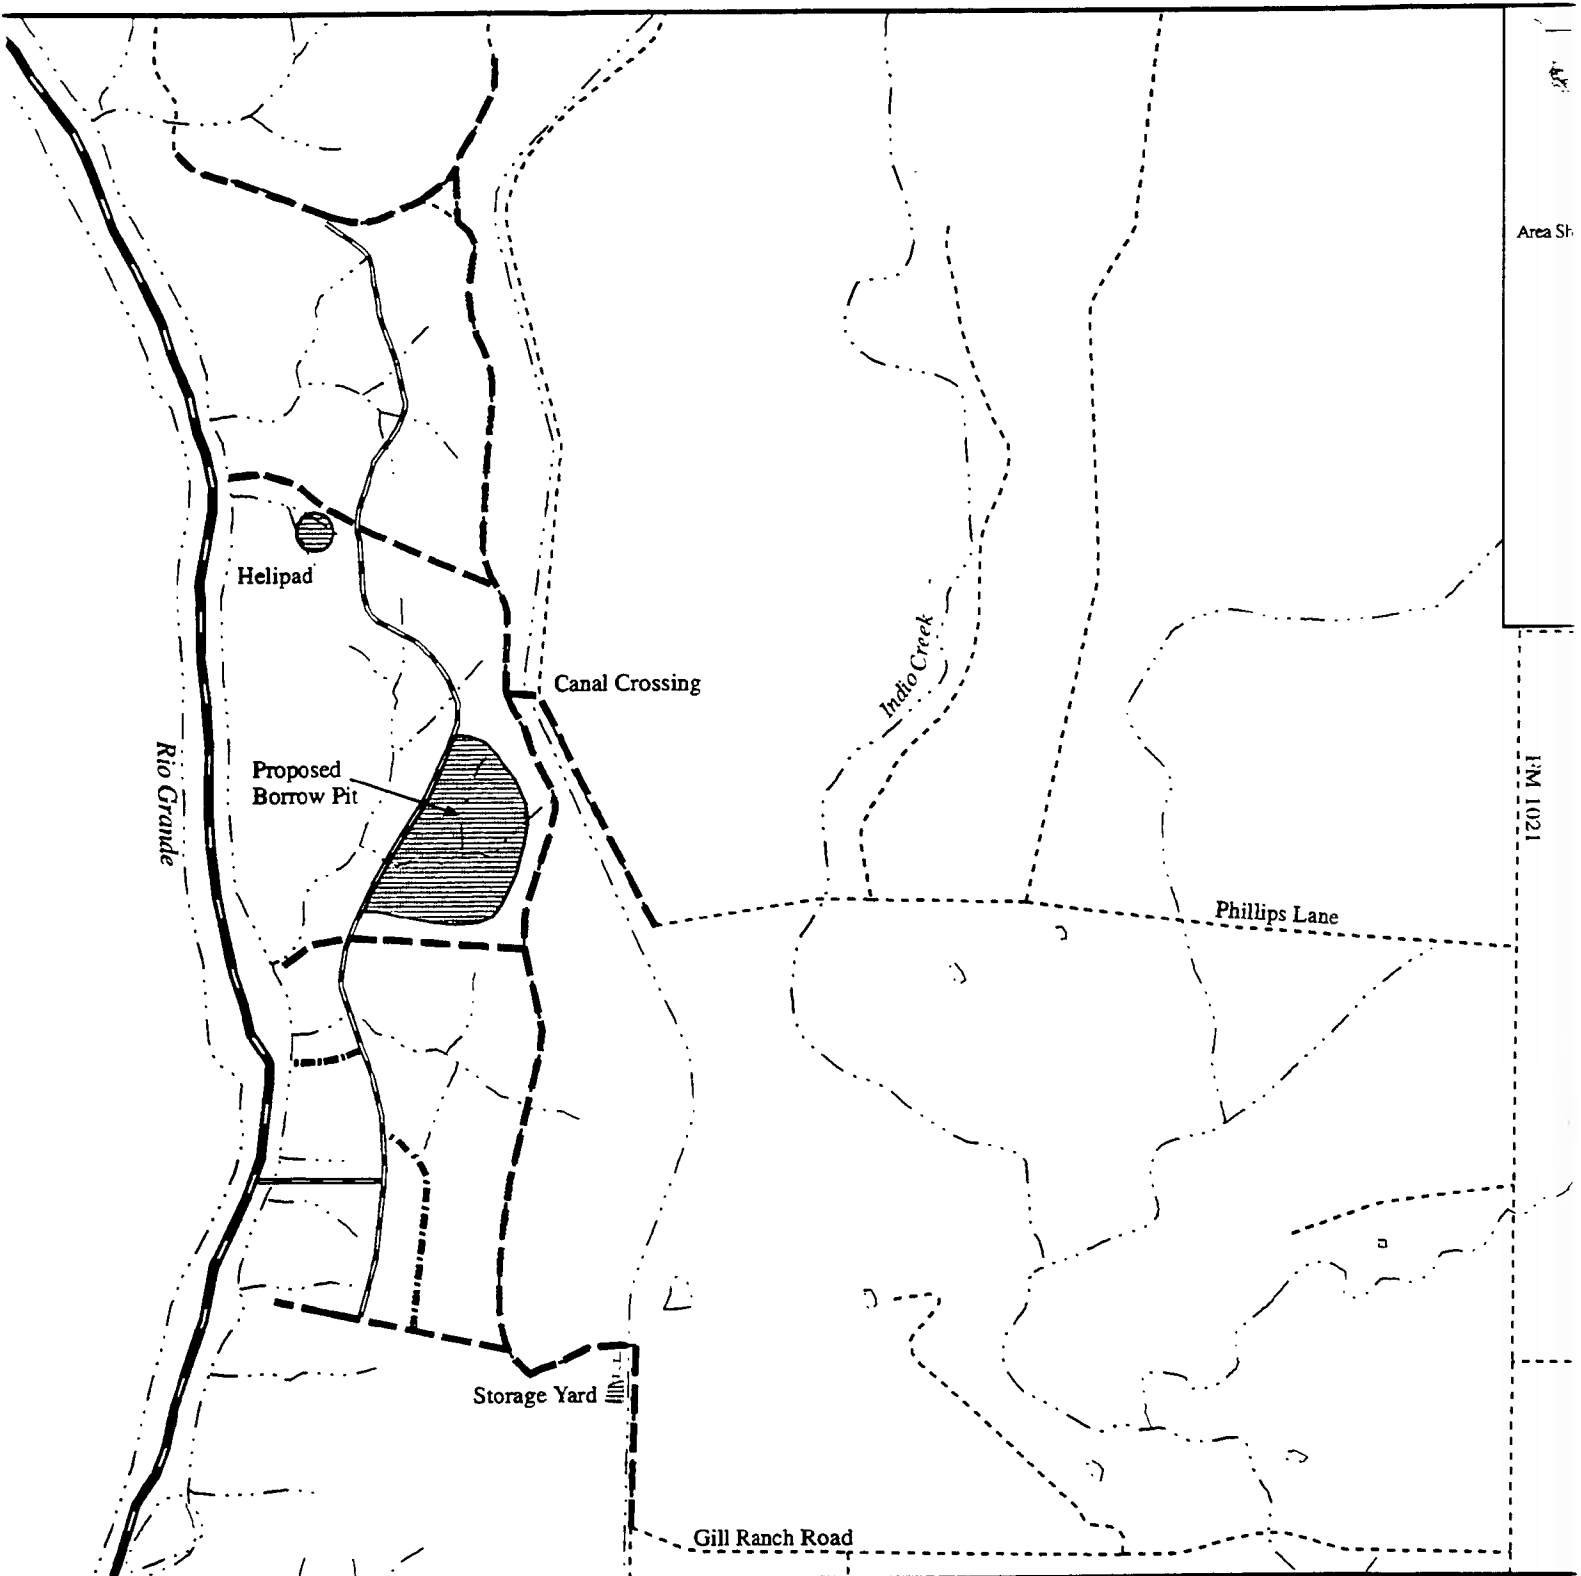 Area Sh
Helipad
Indio Creek
Canal Crossing
Rio Grande
Proposed
Borrow Pit
FM 1021
Phillips Lane
Storage Yard
Gill Ranch Road